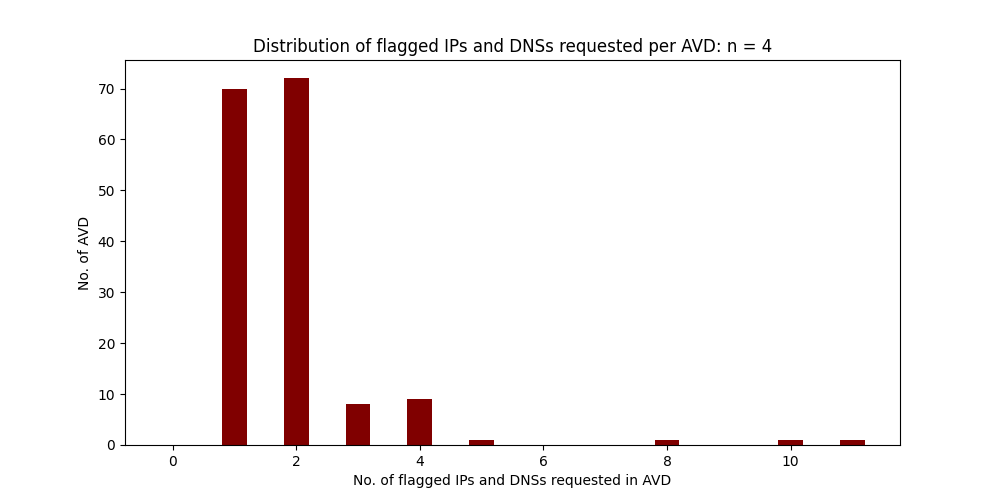 Distribution of flagged IPs and DNSs requested per AVD: n = 4
70
60
50
40
30
20
10
0
No. of AVD
0 2 4 6 8 10
No. of flagged IPs and DNSs requested in AVD